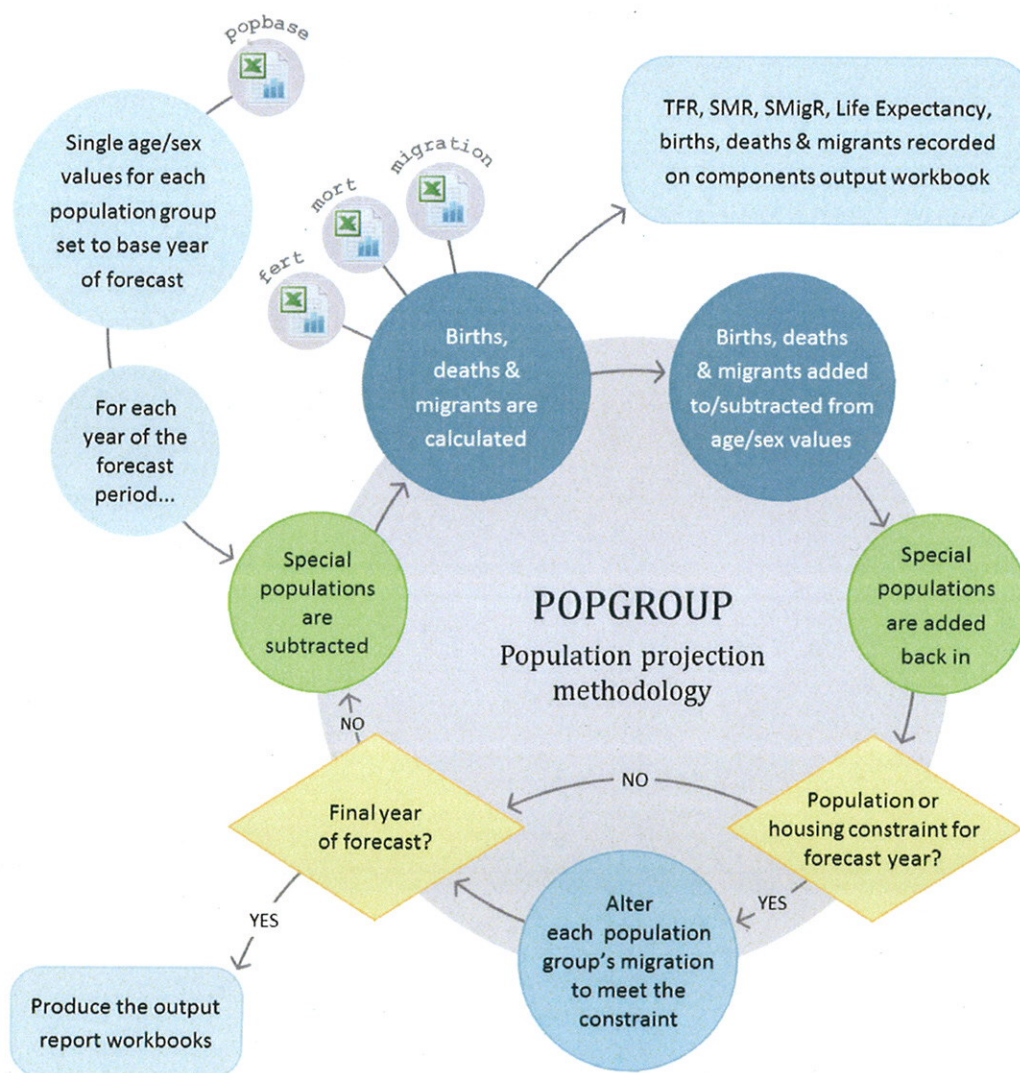 popbase
Single age/sex
values for each
population group
set to base year
of forecast
For each
year of the
forecast
period...
fert
mort
migration
Births,
deaths &
migrants are
calculated
TFR, SMR, SMigR, Life Expectancy,
births, deaths & migrants recorded
on components output workbook
Births, deaths
& migrants added
to/subtracted from
age/sex values
Special
populations
are
subtracted
POPGROUP
Population projection
methodology
Special
populations
are added
back in
NO
Final year
of forecast?
NO
Population or
housing constraint for
forecast year?
YES
YES
Alter
each population
group's migration
to meet the
constraint
Produce the output
report workbooks